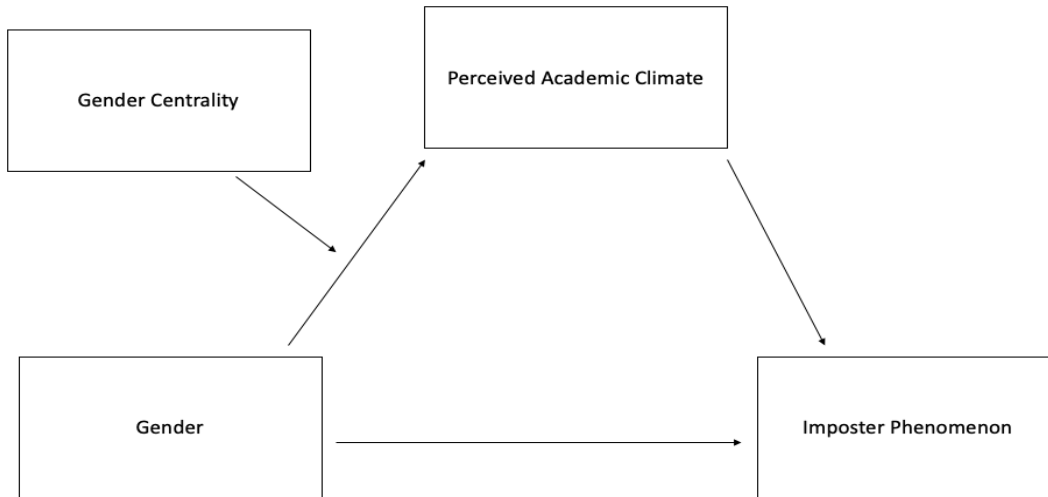 Perceived Academic Climate
Gender Centrality
Gender
Imposter Phenomenon